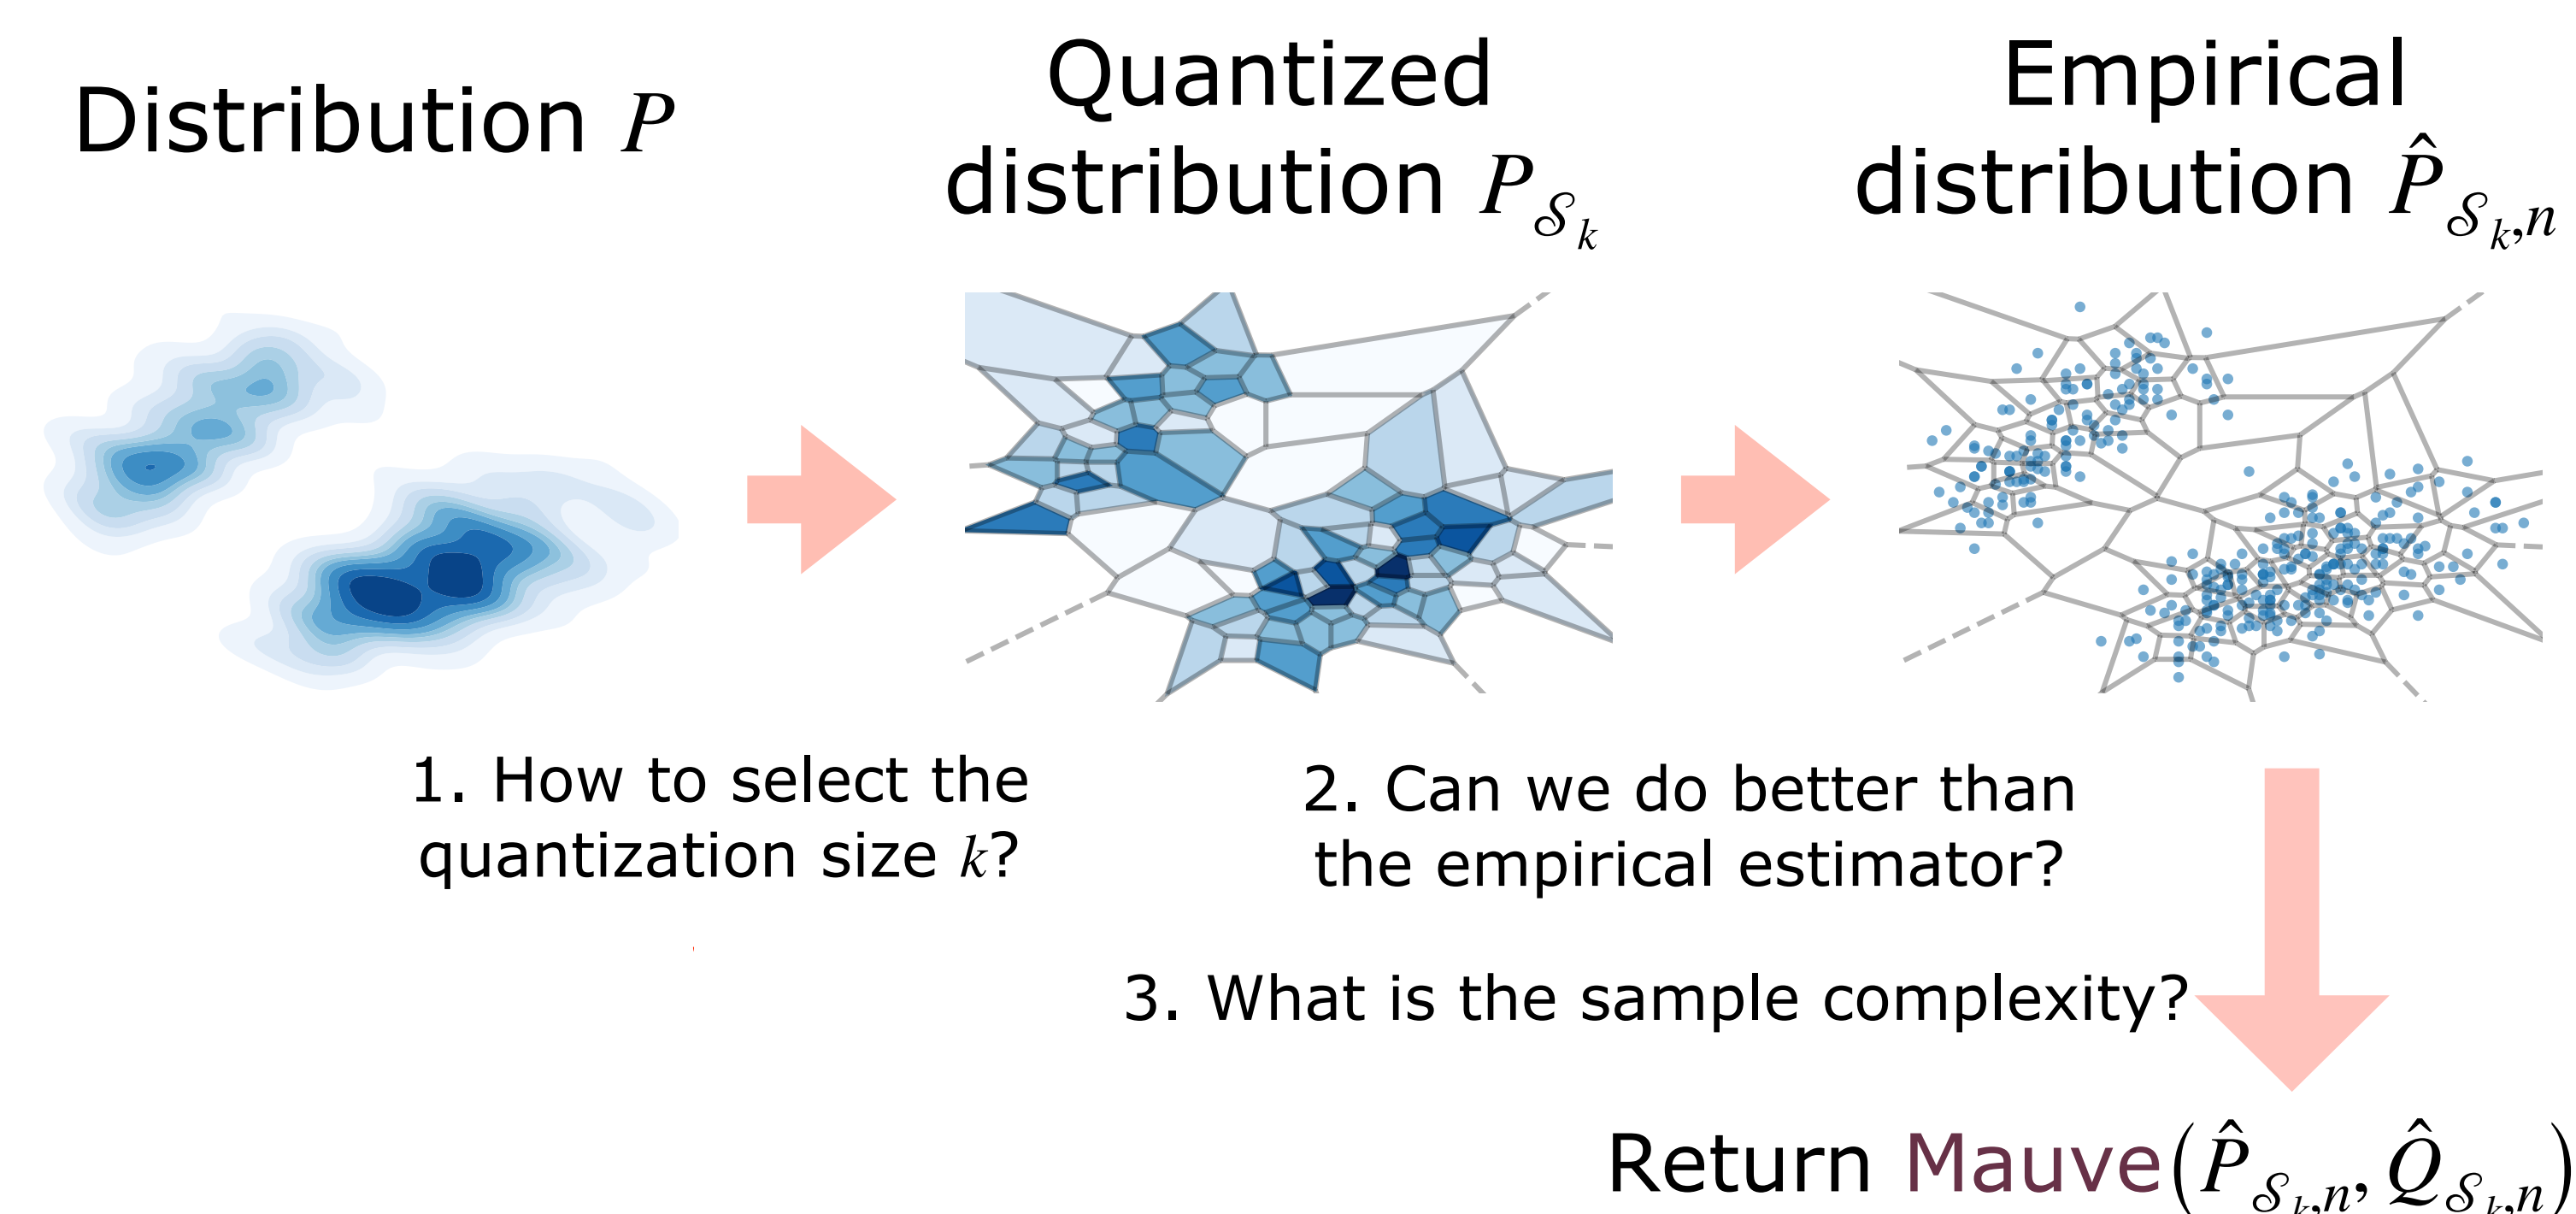 Distribution P
Quantized
distribution P_{𝒮_k}
Empirical
distribution P̂_{𝒮_k,n}
1. How to select the
quantization size k?
2. Can we do better than
the empirical estimator?
3. What is the sample complexity?
Return Mauve(P̂_{𝒮_k,n}, Q̂_{𝒮_k,n})